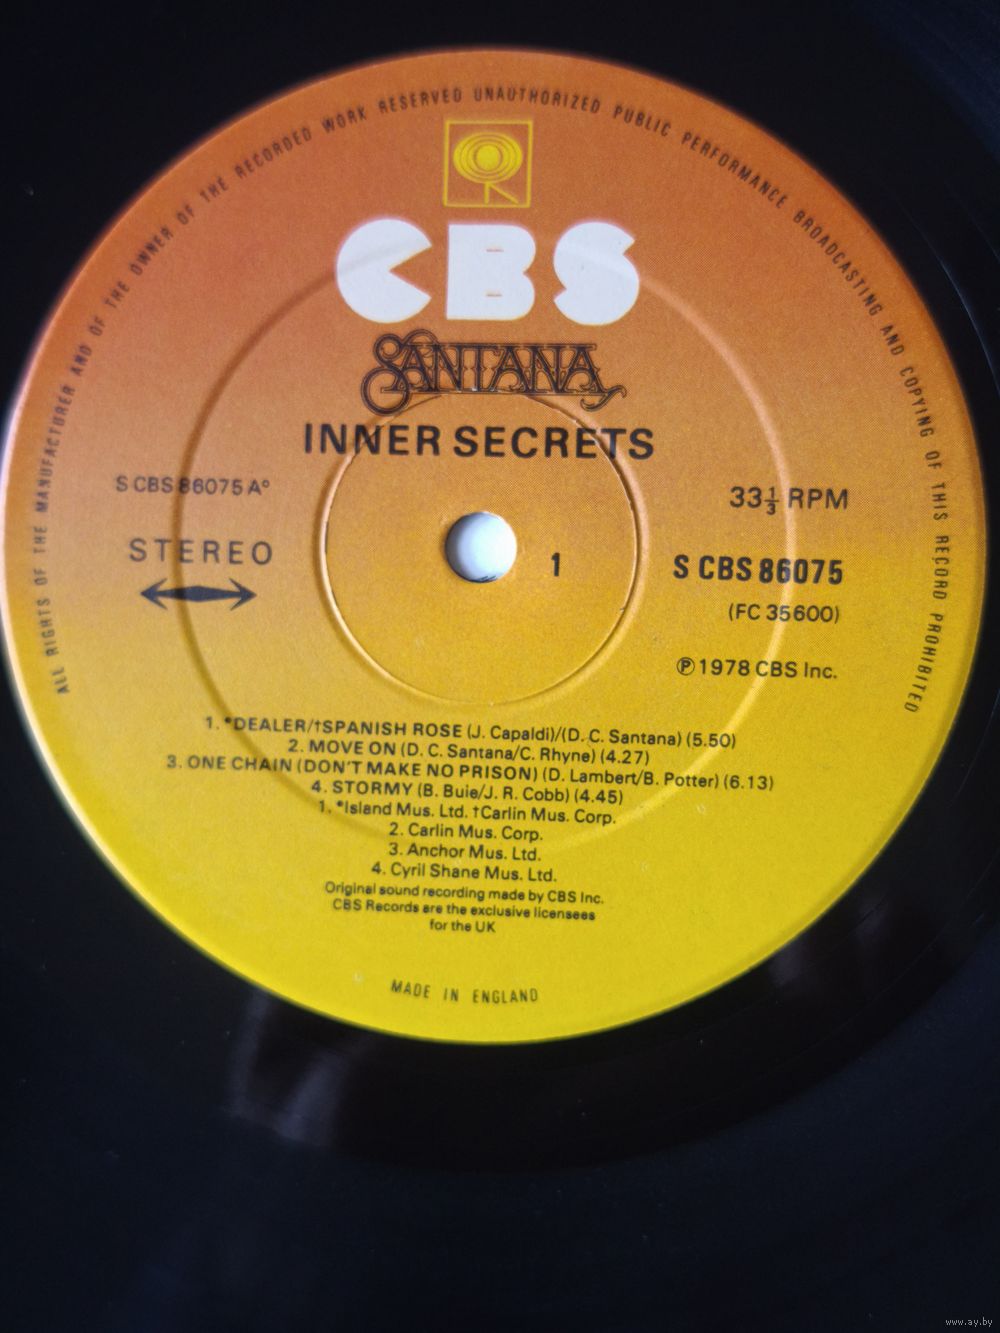 ALL RIGHTS OF THE MANUFACTURER AND OF THE OWNER OF THE RECORDED WORK RESERVED UNAUTHORIZED PUBLIC PERFORMANCE BROADCASTING AND COPYING OF THIS RECORD PROHIBITED
CBS
SANTANA
INNER SECRETS
S CBS 86075 A°
33 1/3 RPM
STEREO
1
S CBS 86075
(FC 35600)
Ⓟ 1978 CBS Inc.
1. *DEALER/†SPANISH ROSE (J. Capaldi)/(D. C. Santana) (5.50)
2. MOVE ON (D. C. Santana/C. Rhyne) (4.27)
3. ONE CHAIN (DON'T MAKE NO PRISON) (D. Lambert/B. Potter) (6.13)
4. STORMY (B. Buie/J. R. Cobb) (4.45)
1. *Island Mus. Ltd. †Carlin Mus. Corp.
2. Carlin Mus. Corp.
3. Anchor Mus. Ltd.
4. Cyril Shane Mus. Ltd.
Original sound recording made by CBS Inc.
CBS Records are the exclusive licensees
for the UK
MADE IN ENGLAND
www.ay.by